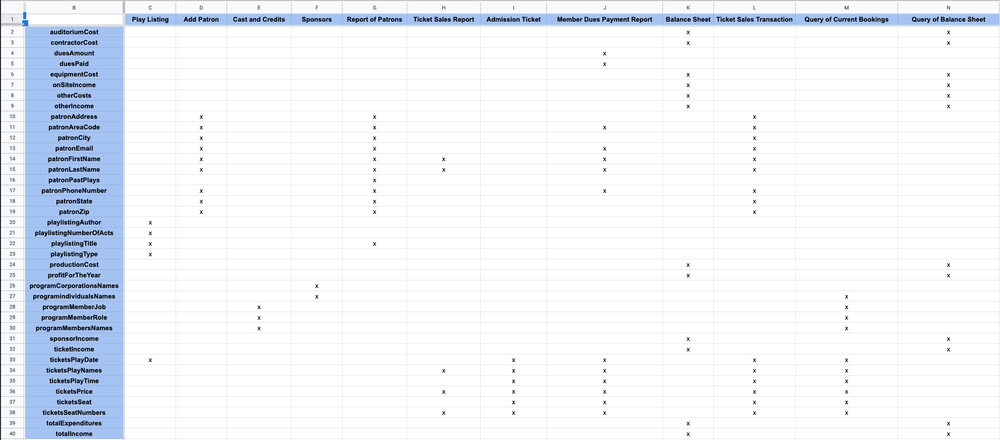 B C D E F G H I J K L M N
1 Play Listing Add Patron Cast and Credits Sponsors Report of Patrons Ticket Sales Report Admission Ticket Member Dues Payment Report Balance Sheet Ticket Sales Transaction Query of Current Bookings Query of Balance Sheet
2 auditoriumCost x x
3 contractorCost x x
4 duesAmount x
5 duesPaid x
6 equipmentCost x x
7 onSiteIncome x x
8 otherCosts x x
9 otherIncome x x
10 patronAddress x x x
11 patronAreaCode x x x x
12 patronCity x x x
13 patronEmail x x x x
14 patronFirstName x x x x x
15 patronLastName x x x x x
16 patronPastPlays x
17 patronPhoneNumber x x x x
18 patronState x x x
19 patronZip x x x
20 playlistingAuthor x
21 playlistingNumberOfActs x
22 playlistingTitle x x
23 playlistingType x
24 productionCost x x
25 profitForTheYear x x
26 programCorporationsNames x
27 programindividualsNames x x
28 programMemberJob x x
29 programMemberRole x x
30 programMembersNames x x
31 sponsorIncome x x
32 ticketIncome x x
33 ticketsPlayDate x x x x x
34 ticketsPlayNames x x x x x
35 ticketsPlayTime x x x x
36 ticketsPrice x x x x x
37 ticketsSeat x x x x
38 ticketsSeatNumbers x x x x x
39 totalExpenditures x x
40 totalIncome x x